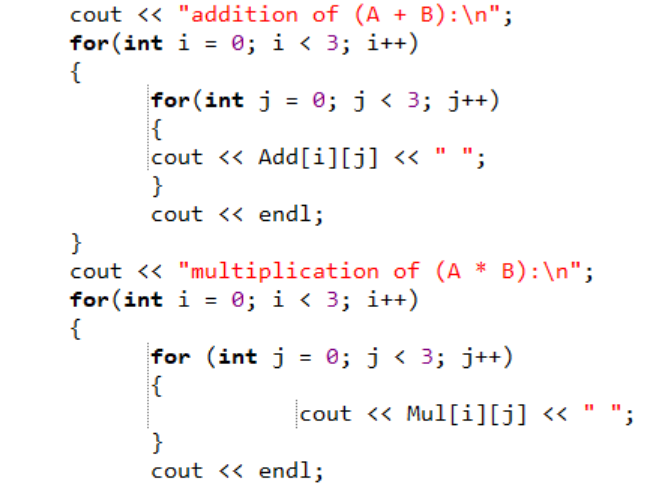 cout << "addition of (A + B):\n";
for(int i = 0; i < 3; i++)
{
for(int j = 0; j < 3; j++)
{
cout << Add[i][j] << " ";
}
cout << endl;
}
cout << "multiplication of (A * B):\n";
for(int i = 0; i < 3; i++)
{
for (int j = 0; j < 3; j++)
{
cout << Mul[i][j] << " ";
}
cout << endl;